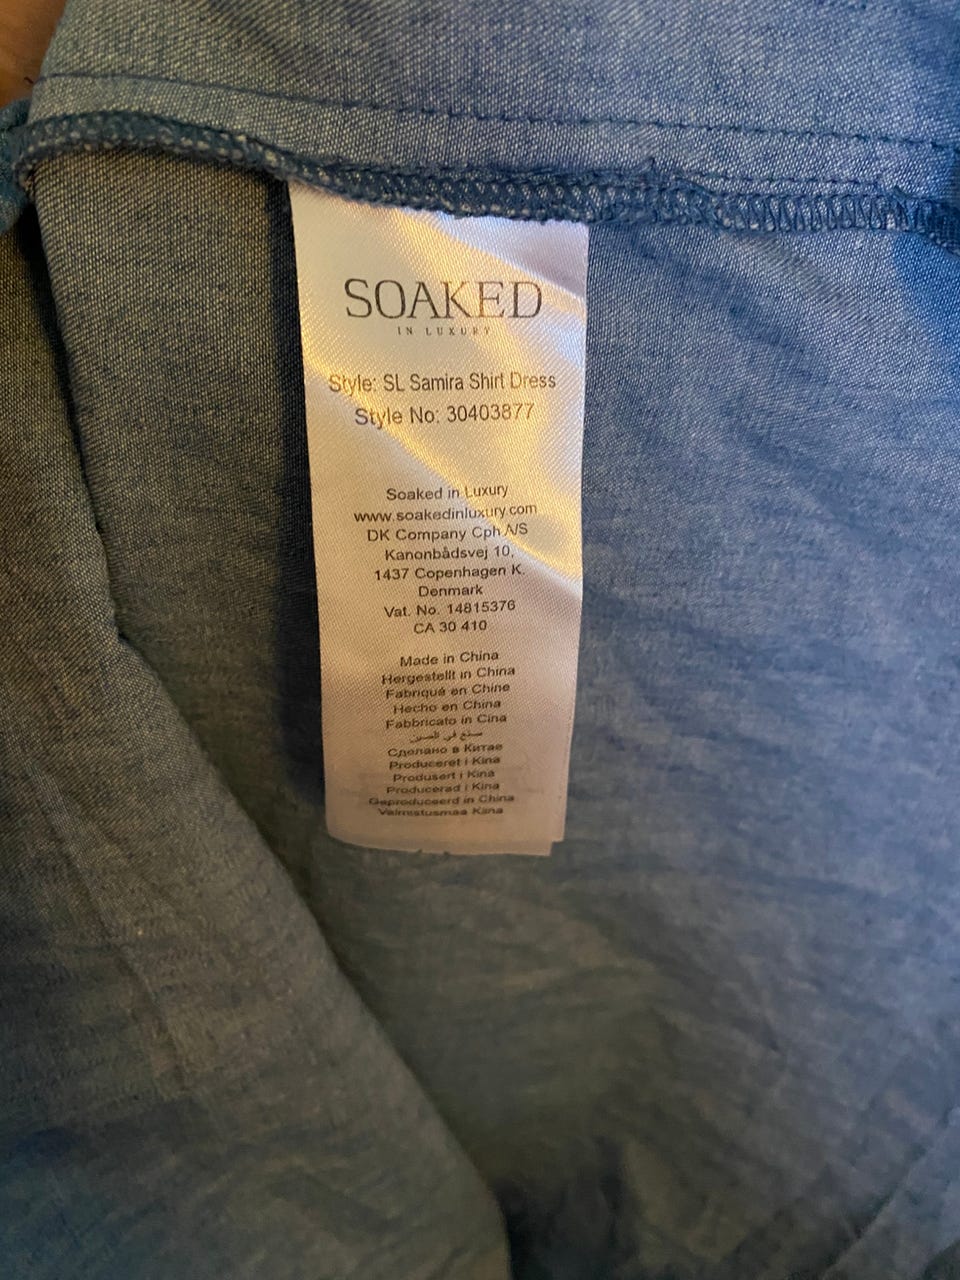 SOAKED
IN LUXURY
Style: SL Samira Shirt Dress
Style No: 30403877
Soaked in Luxury
www.soakedinluxury.com
DK Company Cph A/S
Kanonbådsvej 10,
1437 Copenhagen K.
Denmark
Vat. No. 14815376
CA 30 410
Made in China
Hergestellt in China
Fabriqué en Chine
Hecho en China
Fabbricato in Cina
صنع في الصين
Сделано в Китае
Produceret i Kina
Produsert i Kina
Producerad i Kina
Geproduceerd in China
Valmistusmaa Kiina